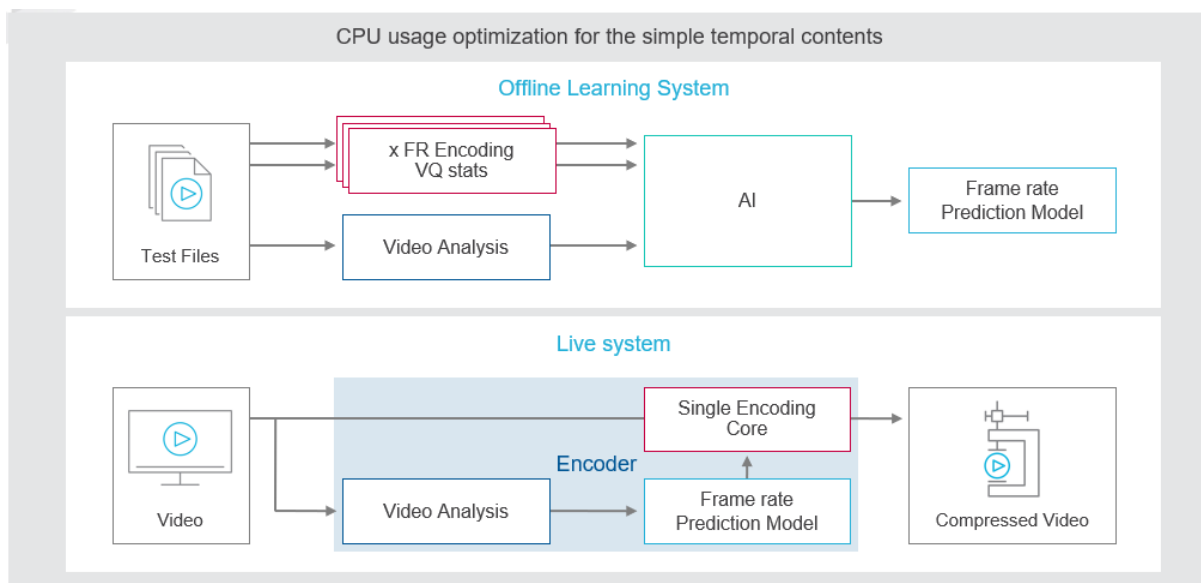 CPU usage optimization for the simple temporal contents
Offline Learning System
Test Files
x FR Encoding
VQ stats
Video Analysis
AI
Frame rate
Prediction Model
Live system
Video
Encoder
Video Analysis
Single Encoding
Core
Frame rate
Prediction Model
Compressed Video